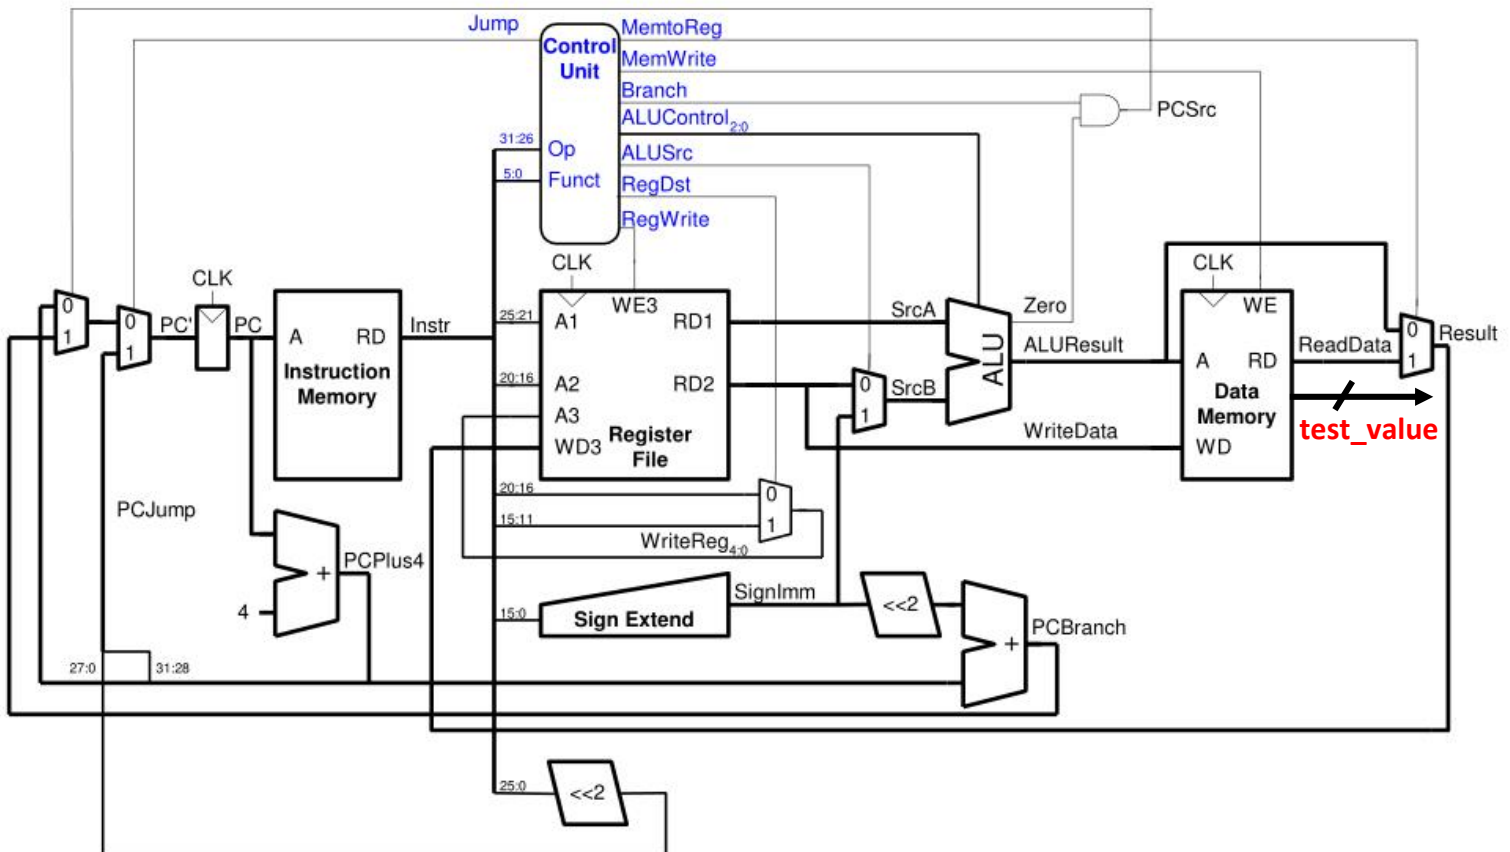 Jump
MemtoReg
Control
Unit
MemWrite
Branch
PCSrc
ALUControl2:0
31:26
Op
ALUSrc
5:0
Funct
RegDst
RegWrite
CLK
CLK
CLK
0
1
0
1
PC'
PC
A
RD
Instruction
Memory
Instr
25:21
A1
WE3
RD1
20:16
A2
RD2
A3
WD3
Register
File
SrcA
0
1
SrcB
ALU
Zero
ALUResult
WriteData
WE
A
RD
Data
Memory
WD
ReadData
0
1
Result
test_value
20:16
0
15:11
1
WriteReg4:0
PCJump
+
PCPlus4
4
SignImm
15:0
Sign Extend
<<2
+
PCBranch
27:0
31:28
25:0
<<2